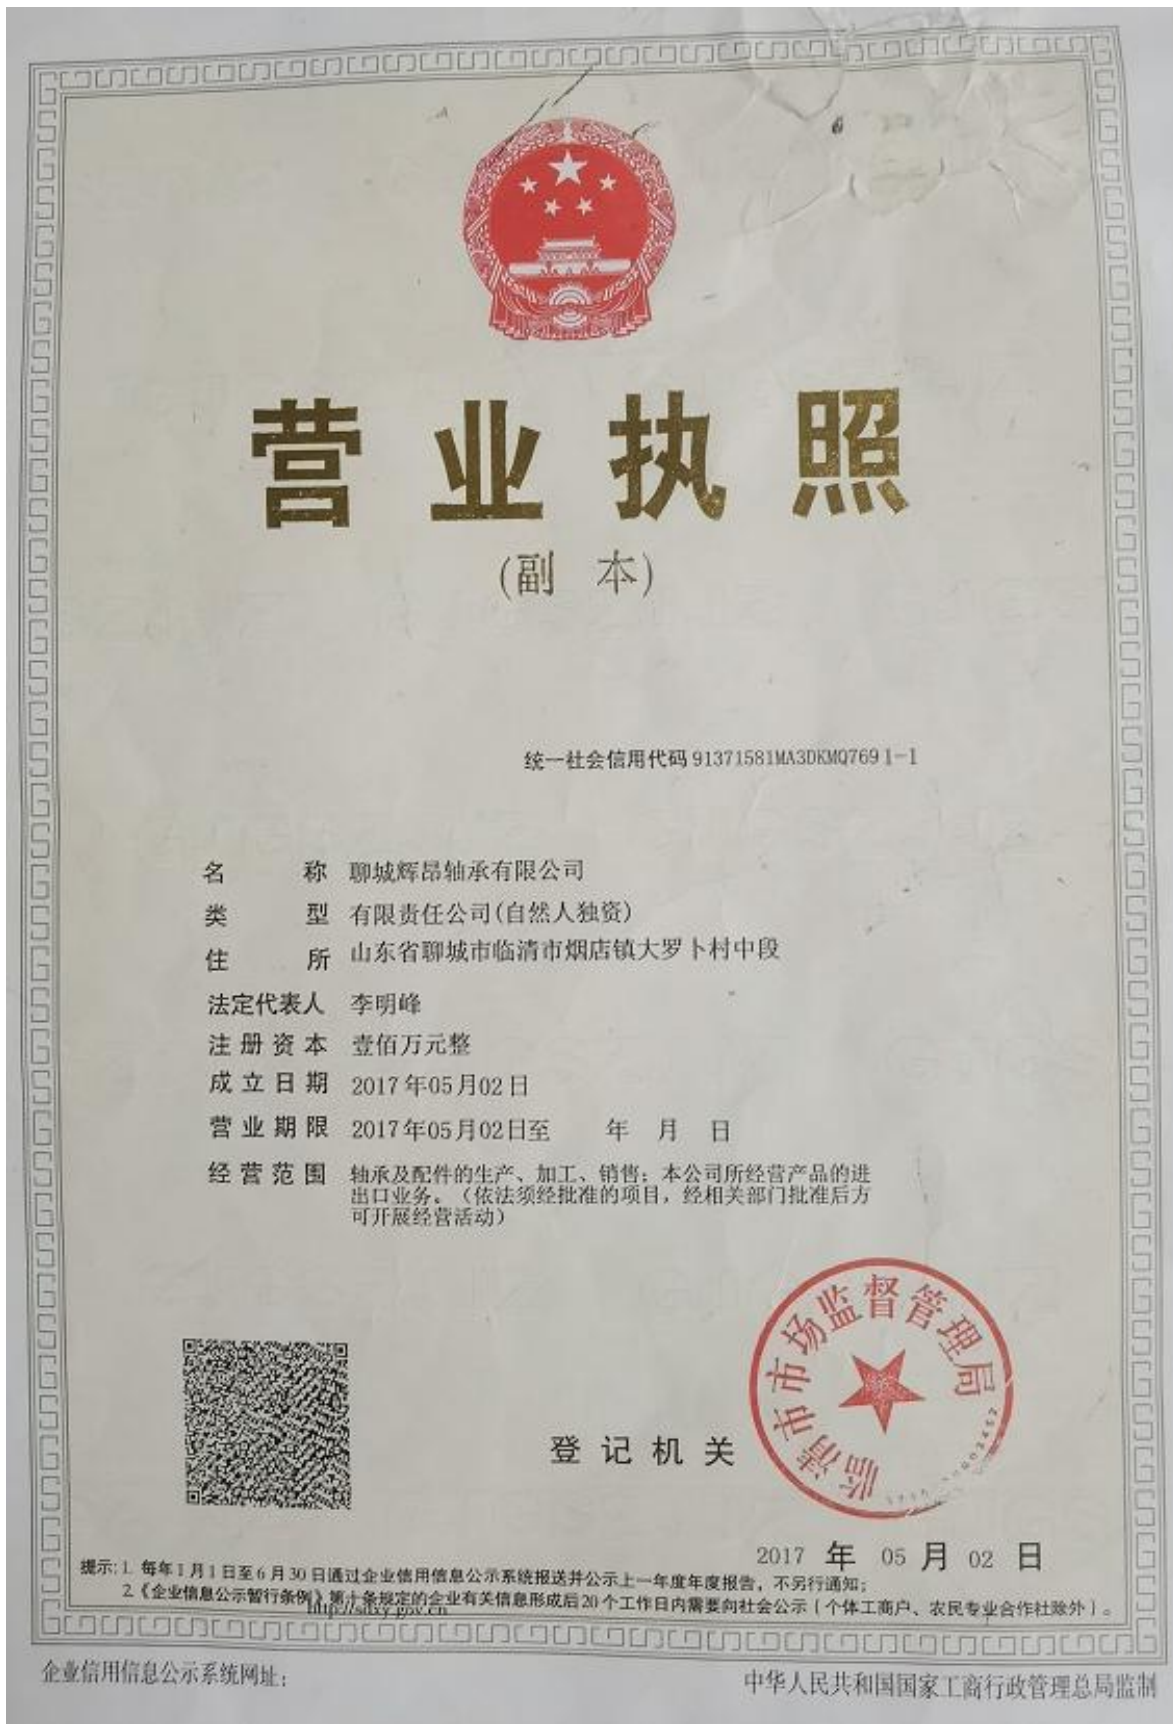 营业执照
(副 本)
统一社会信用代码 91371581MA3DKMQ769 1-1
名 称 聊城辉昂轴承有限公司
类 型 有限责任公司(自然人独资)
住 所 山东省聊城市临清市烟店镇大罗卜村中段
法定代表人 李明峰
注册资本 壹佰万元整
成立日期 2017年05月02日
营业期限 2017年05月02日至 年 月 日
经营范围 轴承及配件的生产、加工、销售；本公司所经营产品的进
出口业务。（依法须经批准的项目，经相关部门批准后方
可开展经营活动）
临清市市场监督管理局
登记机关
2017 年 05 月 02 日
提示:1. 每年1月1日至6月30日通过企业信用信息公示系统报送并公示上一年度年度报告，不另行通知；
2.《企业信息公示暂行条例》第十条规定的企业有关信息形成后20个工作日内需要向社会公示（个体工商户、农民专业合作社除外）。
企业信用信息公示系统网址：
中华人民共和国国家工商行政管理总局监制